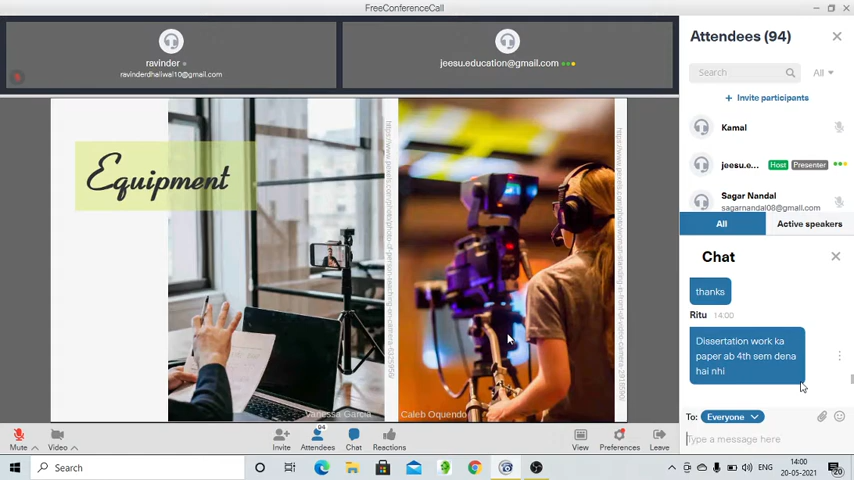 FreeConferenceCall
ravinder
ravinderdhaliwal10@gmail.com
jeesu.education@gmail.com
Equipment
Vanessa Garcia
Caleb Oquendo
Attendees (94)
Search
All
+ Invite participants
Kamal
jeesu.e...
Host
Presenter
Sagar Nandal
sagarnandal08@gmail.com
All
Active speakers
Chat
thanks
Ritu 14:00
Dissertation work ka
paper ab 4th sem dena
hai nhi
To: Everyone
Type a message here
Mute
Video
Invite
94
Attendees
Chat
Reactions
View
Preferences
Leave
Search
ENG
14:00
20-05-2021
20